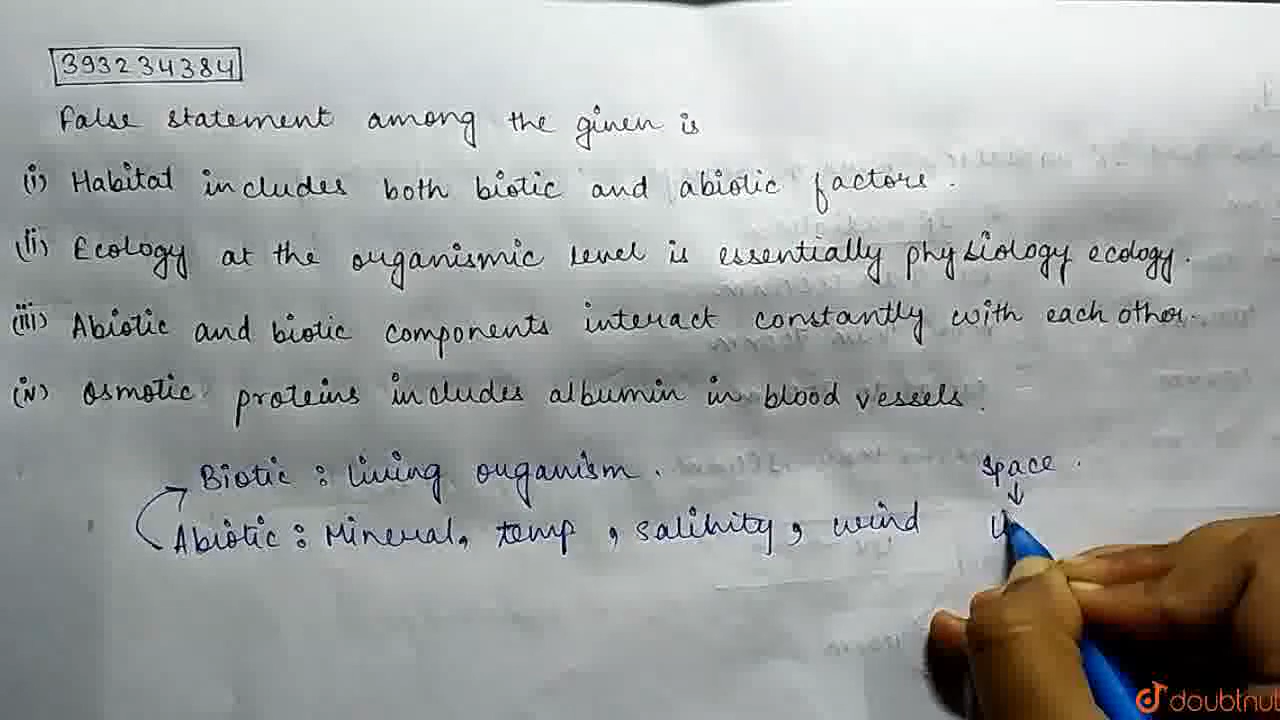 39323 4384
False statement among the given is
(i) Habitat includes both biotic and abiotic factors.
(ii) Ecology at the organismic level is essentially physiology ecology.
(iii) Abiotic and biotic components interact constantly with each other.
(iv) Osmotic proteins includes albumin in blood vessels.
Biotic : living organism.
space.
Abiotic : Mineral, temp, salinity, wind
doubtnut